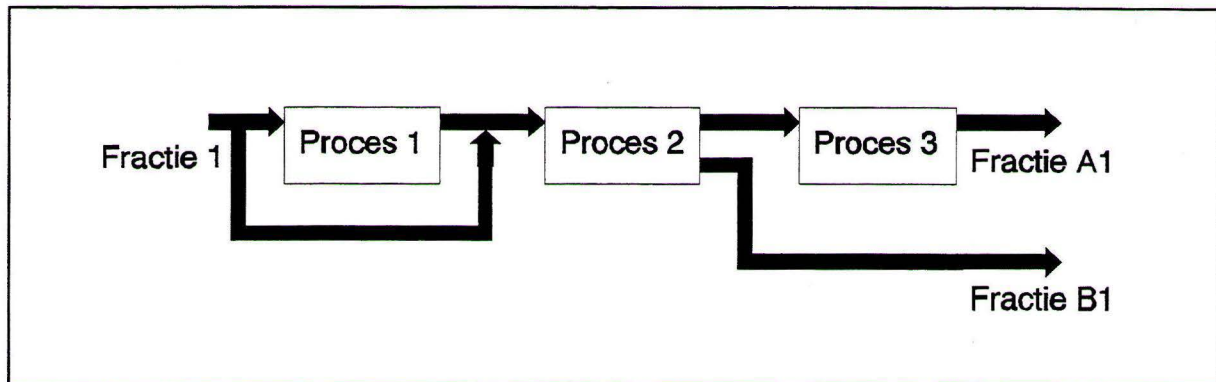 Proces 1
Proces 2
Proces 3
Fractie 1
Fractie A1
Fractie B1